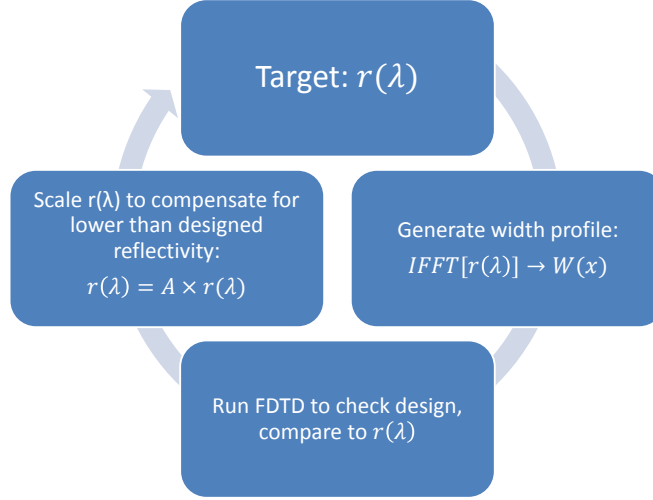 Target: r(λ)
Generate width profile:
IFFT[r(λ)] → W(x)
Run FDTD to check design,
compare to r(λ)
Scale r(λ) to compensate for
lower than designed
reflectivity:
r(λ) = A × r(λ)